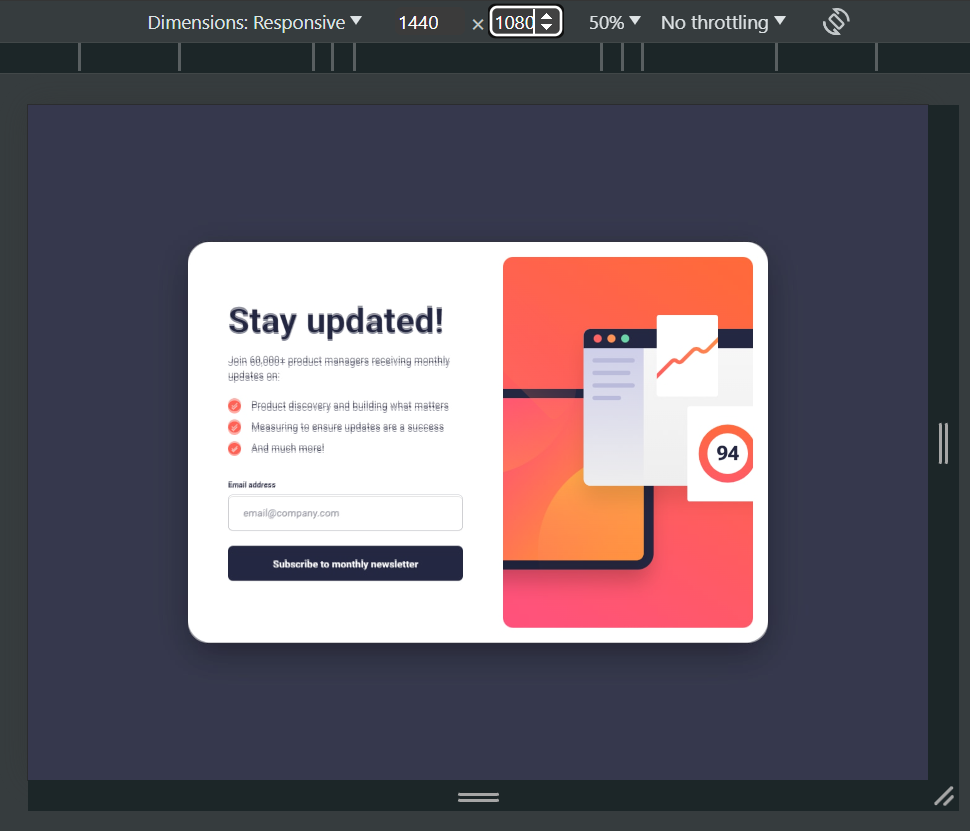 Dimensions: Responsive 1440 × 1080 50% No throttling
Stay updated!
Join 60,000+ product managers receiving monthly
updates on:
Product discovery and building what matters
Measuring to ensure updates are a success
And much more!
Email address
email@company.com
Subscribe to monthly newsletter
94